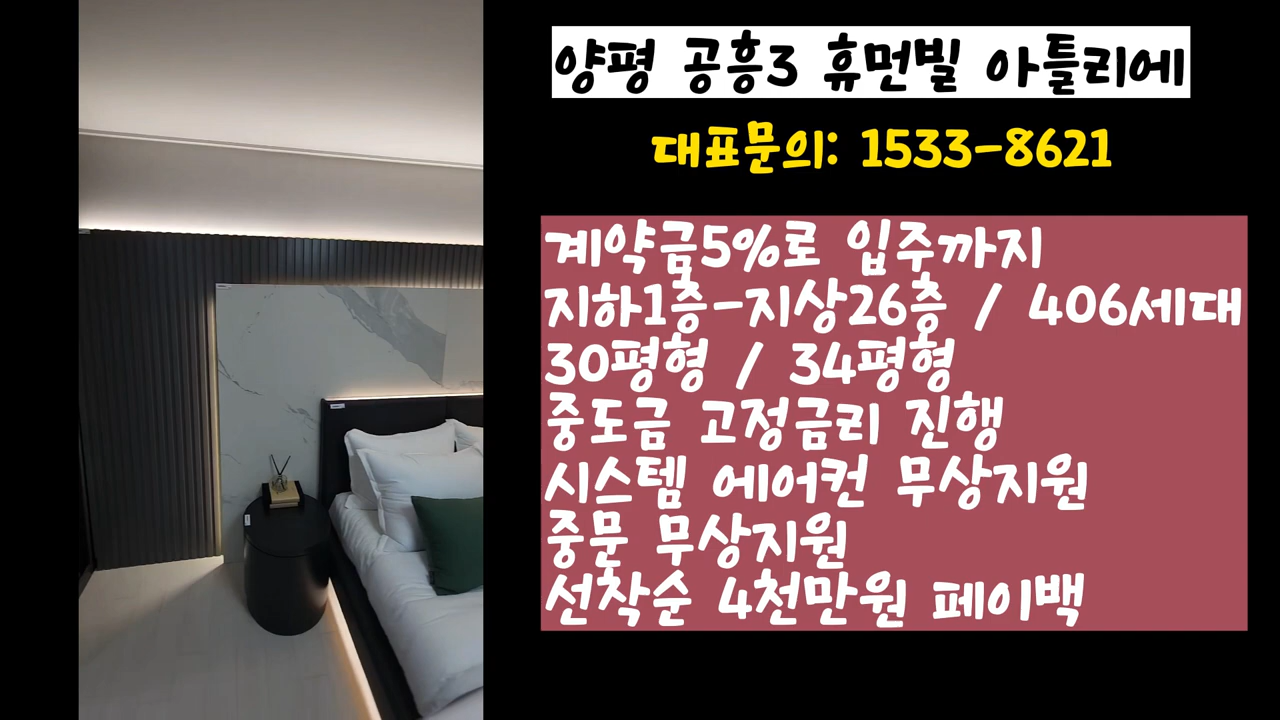 양평 공흥3 휴먼빌 아틀리에
대표문의: 1533-8621
계약금5%로 입주까지
지하1층-지상26층 / 406세대
30평형 / 34평형
중도금 고정금리 진행
시스템 에어컨 무상지원
중문 무상지원
선착순 4천만원 페이백